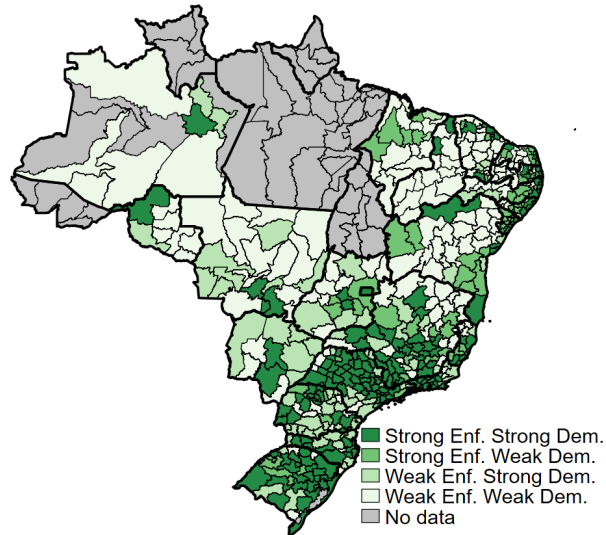 Strong Enf. Strong Dem.
Strong Enf. Weak Dem.
Weak Enf. Strong Dem.
Weak Enf. Weak Dem.
No data